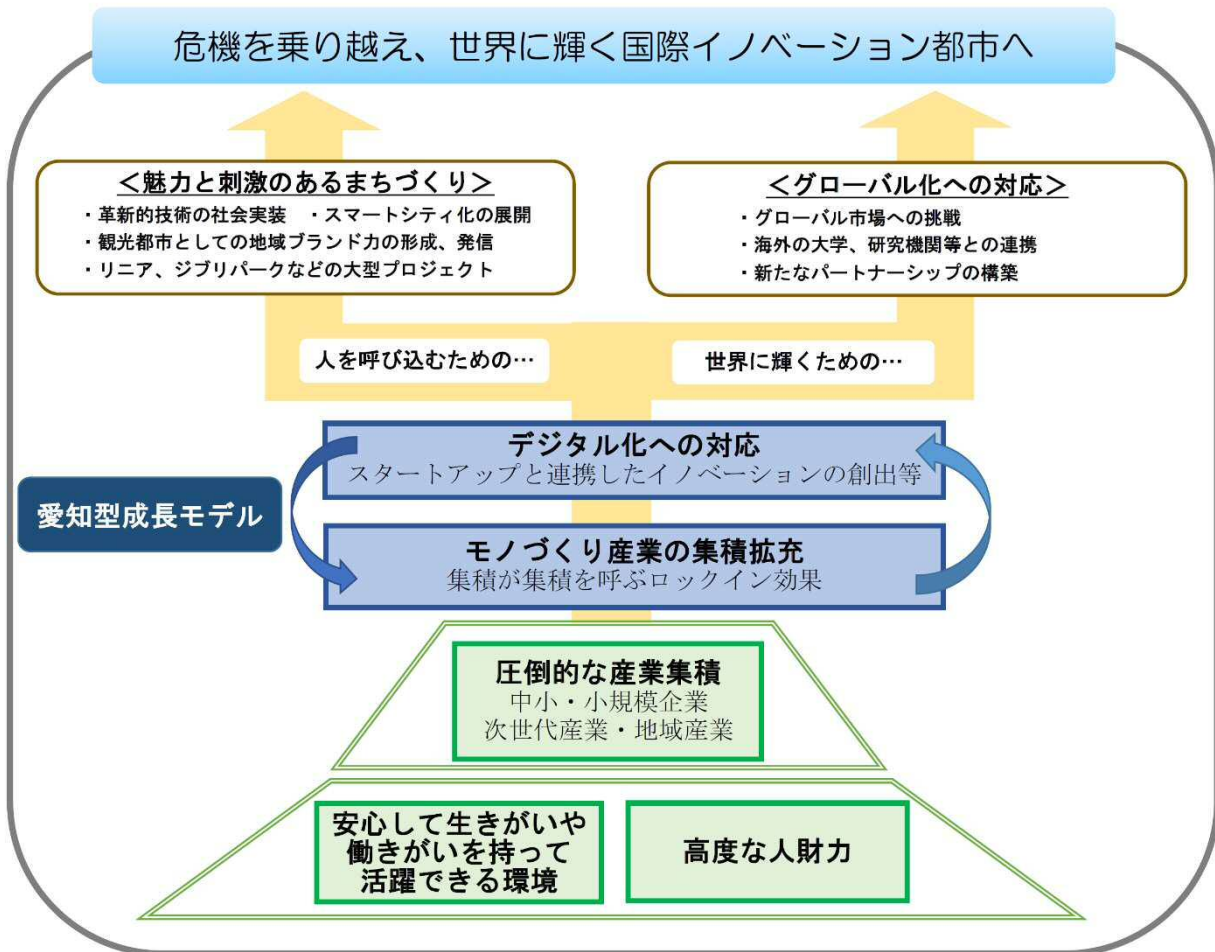 危機を乗り越え、世界に輝く国際イノベーション都市へ
＜魅力と刺激のあるまちづくり＞
・革新的技術の社会実装　・スマートシティ化の展開
・観光都市としての地域ブランド力の形成、発信
・リニア、ジブリパークなどの大型プロジェクト
＜グローバル化への対応＞
・グローバル市場への挑戦
・海外の大学、研究機関等との連携
・新たなパートナーシップの構築
人を呼び込むための…
世界に輝くための…
デジタル化への対応
スタートアップと連携したイノベーションの創出等
愛知型成長モデル
モノづくり産業の集積拡充
集積が集積を呼ぶロックイン効果
圧倒的な産業集積
中小・小規模企業
次世代産業・地域産業
安心して生きがいや
働きがいを持って
活躍できる環境
高度な人財力